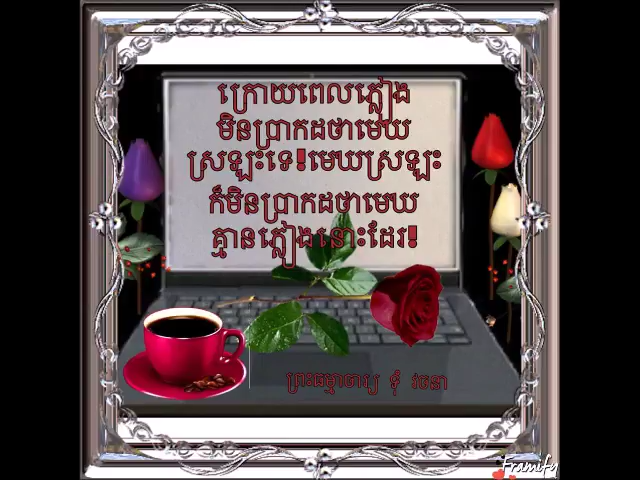 ក្រោយពេលភ្លៀង
មិនប្រាកដថាមេឃ
ស្រឡះទេ!មេឃស្រឡះ
ក៏មិនប្រាកដថាមេឃ
គ្មានភ្លៀងនោះដែរ!
ព្រះធម្មាចារ្យ ទុំ វចនា
Framify